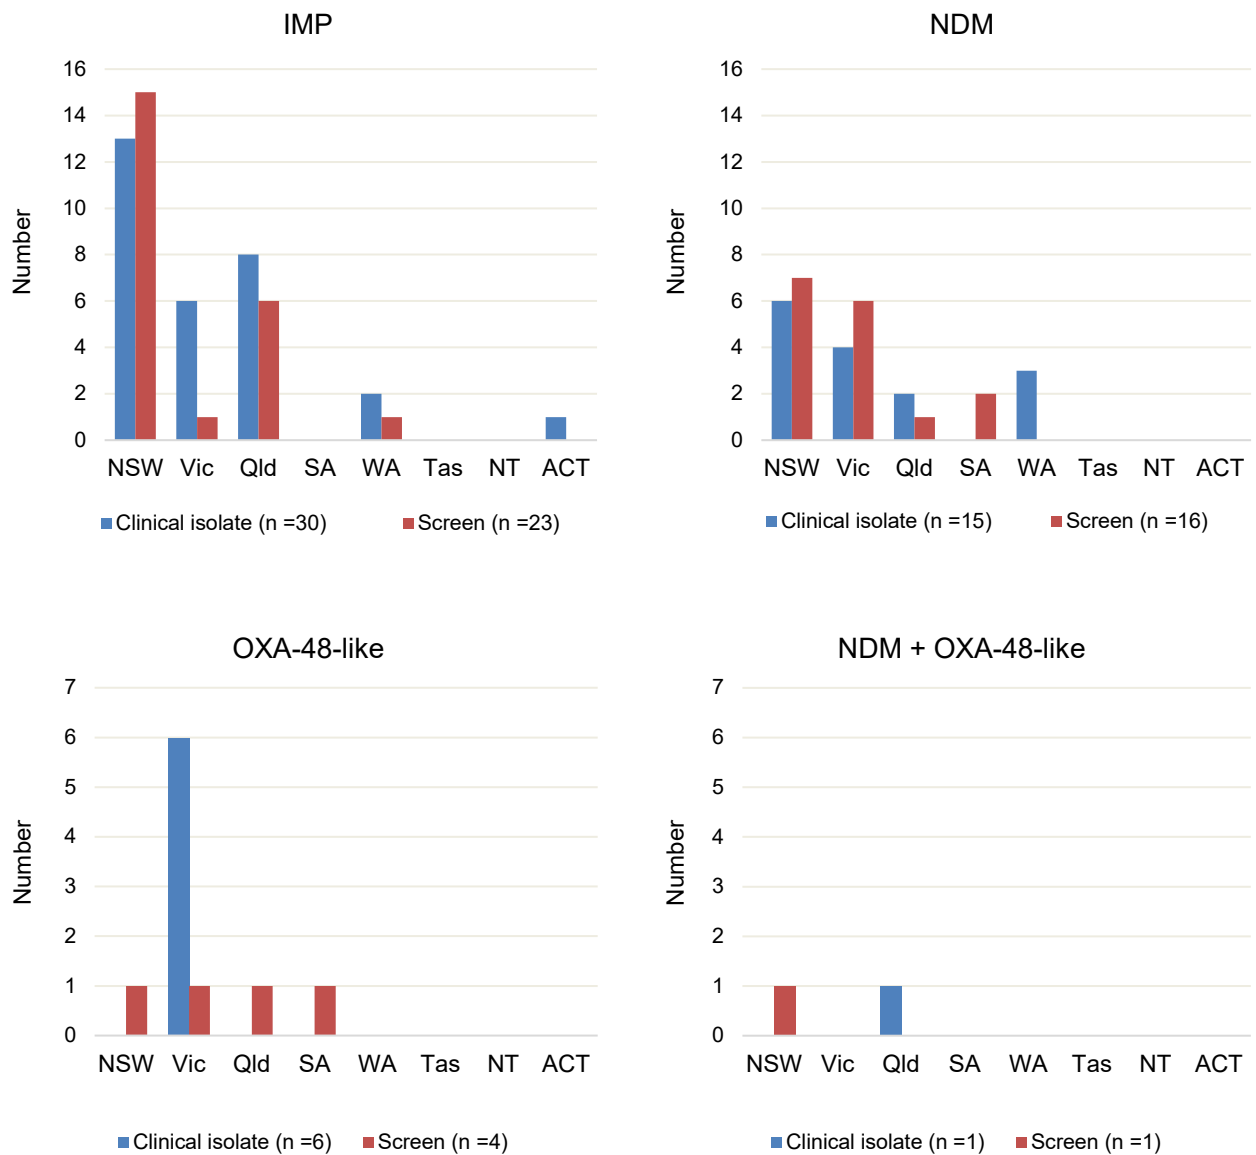 IMP
16
14
12
10
8
6
4
2
0
Number
NSW Vic Qld SA WA Tas NT ACT
Clinical isolate (n =30) Screen (n =23)
NDM
16
14
12
10
8
6
4
2
0
Number
NSW Vic Qld SA WA Tas NT ACT
Clinical isolate (n =15) Screen (n =16)
OXA-48-like
7
6
5
4
3
2
1
0
Number
NSW Vic Qld SA WA Tas NT ACT
Clinical isolate (n =6) Screen (n =4)
NDM + OXA-48-like
7
6
5
4
3
2
1
0
Number
NSW Vic Qld SA WA Tas NT ACT
Clinical isolate (n =1) Screen (n =1)